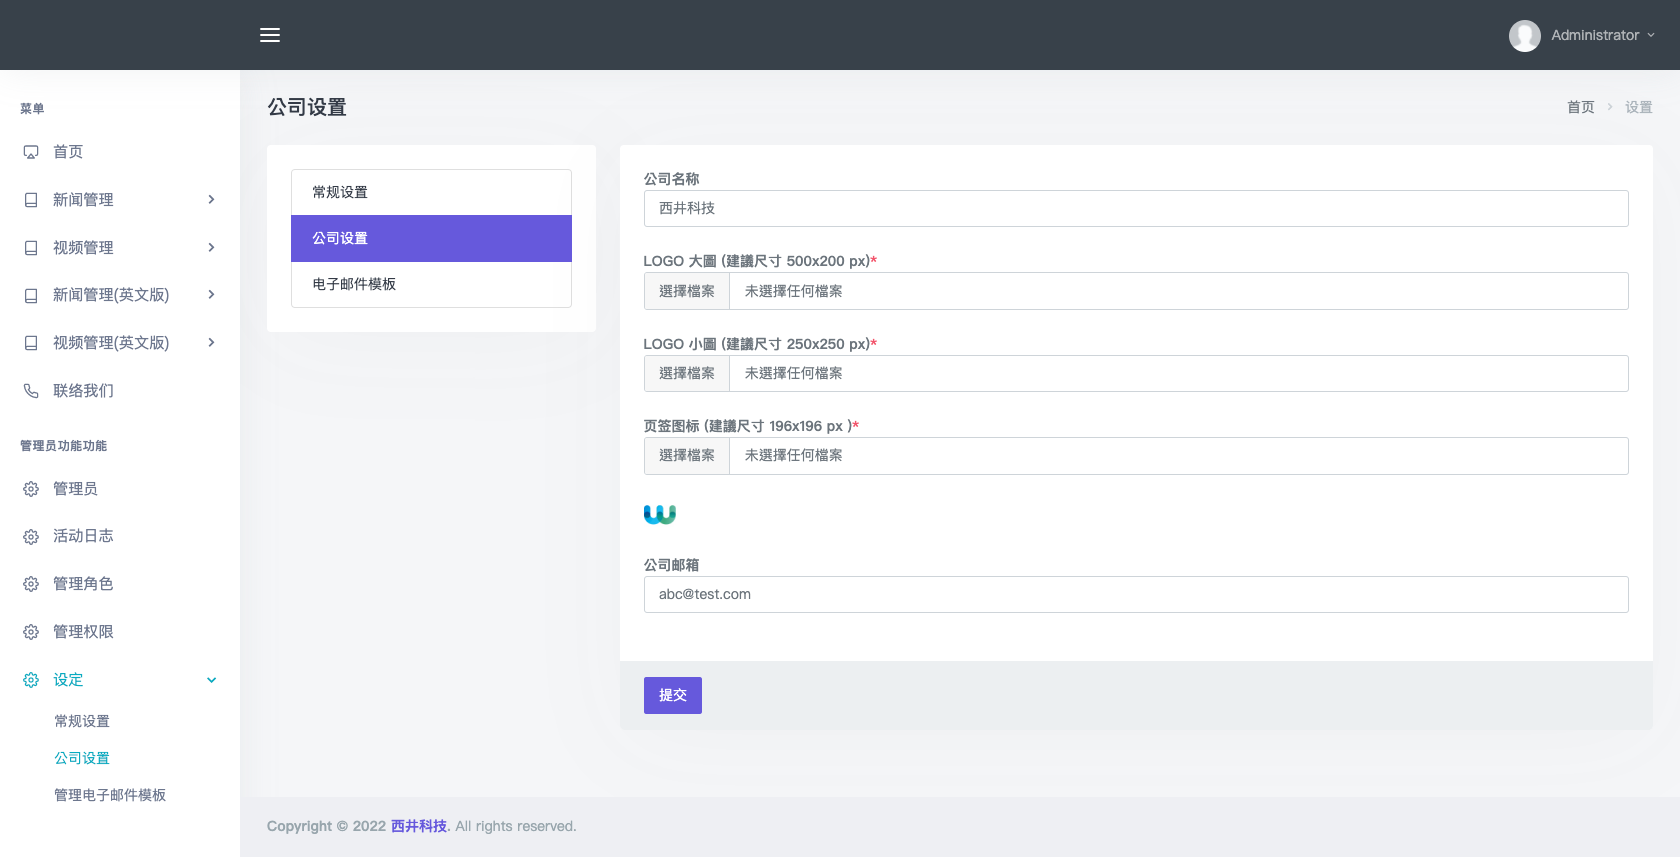 Administrator
菜单
首页
新闻管理
视频管理
新闻管理(英文版)
视频管理(英文版)
联络我们
管理员功能功能
管理员
活动日志
管理角色
管理权限
设定
常规设置
公司设置
管理电子邮件模板
公司设置
首页 > 设置
常规设置
公司设置
电子邮件模板
公司名称
西井科技
LOGO 大圖 (建議尺寸 500x200 px)*
選擇檔案 未選擇任何檔案
LOGO 小圖 (建議尺寸 250x250 px)*
選擇檔案 未選擇任何檔案
页签图标 (建議尺寸 196x196 px )*
選擇檔案 未選擇任何檔案
公司邮箱
abc@test.com
提交
Copyright © 2022 西井科技. All rights reserved.